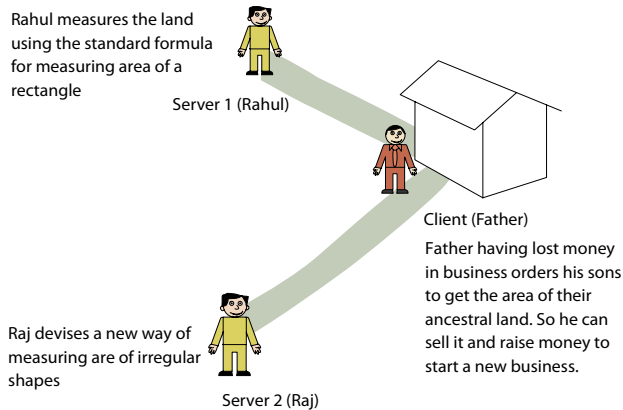 Rahul measures the land
using the standard formula
for measuring area of a
rectangle
Server 1 (Rahul)
Client (Father)
Father having lost money
in business orders his sons
to get the area of their
ancestral land. So he can
sell it and raise money to
start a new business.
Raj devises a new way of
measuring are of irregular
shapes
Server 2 (Raj)